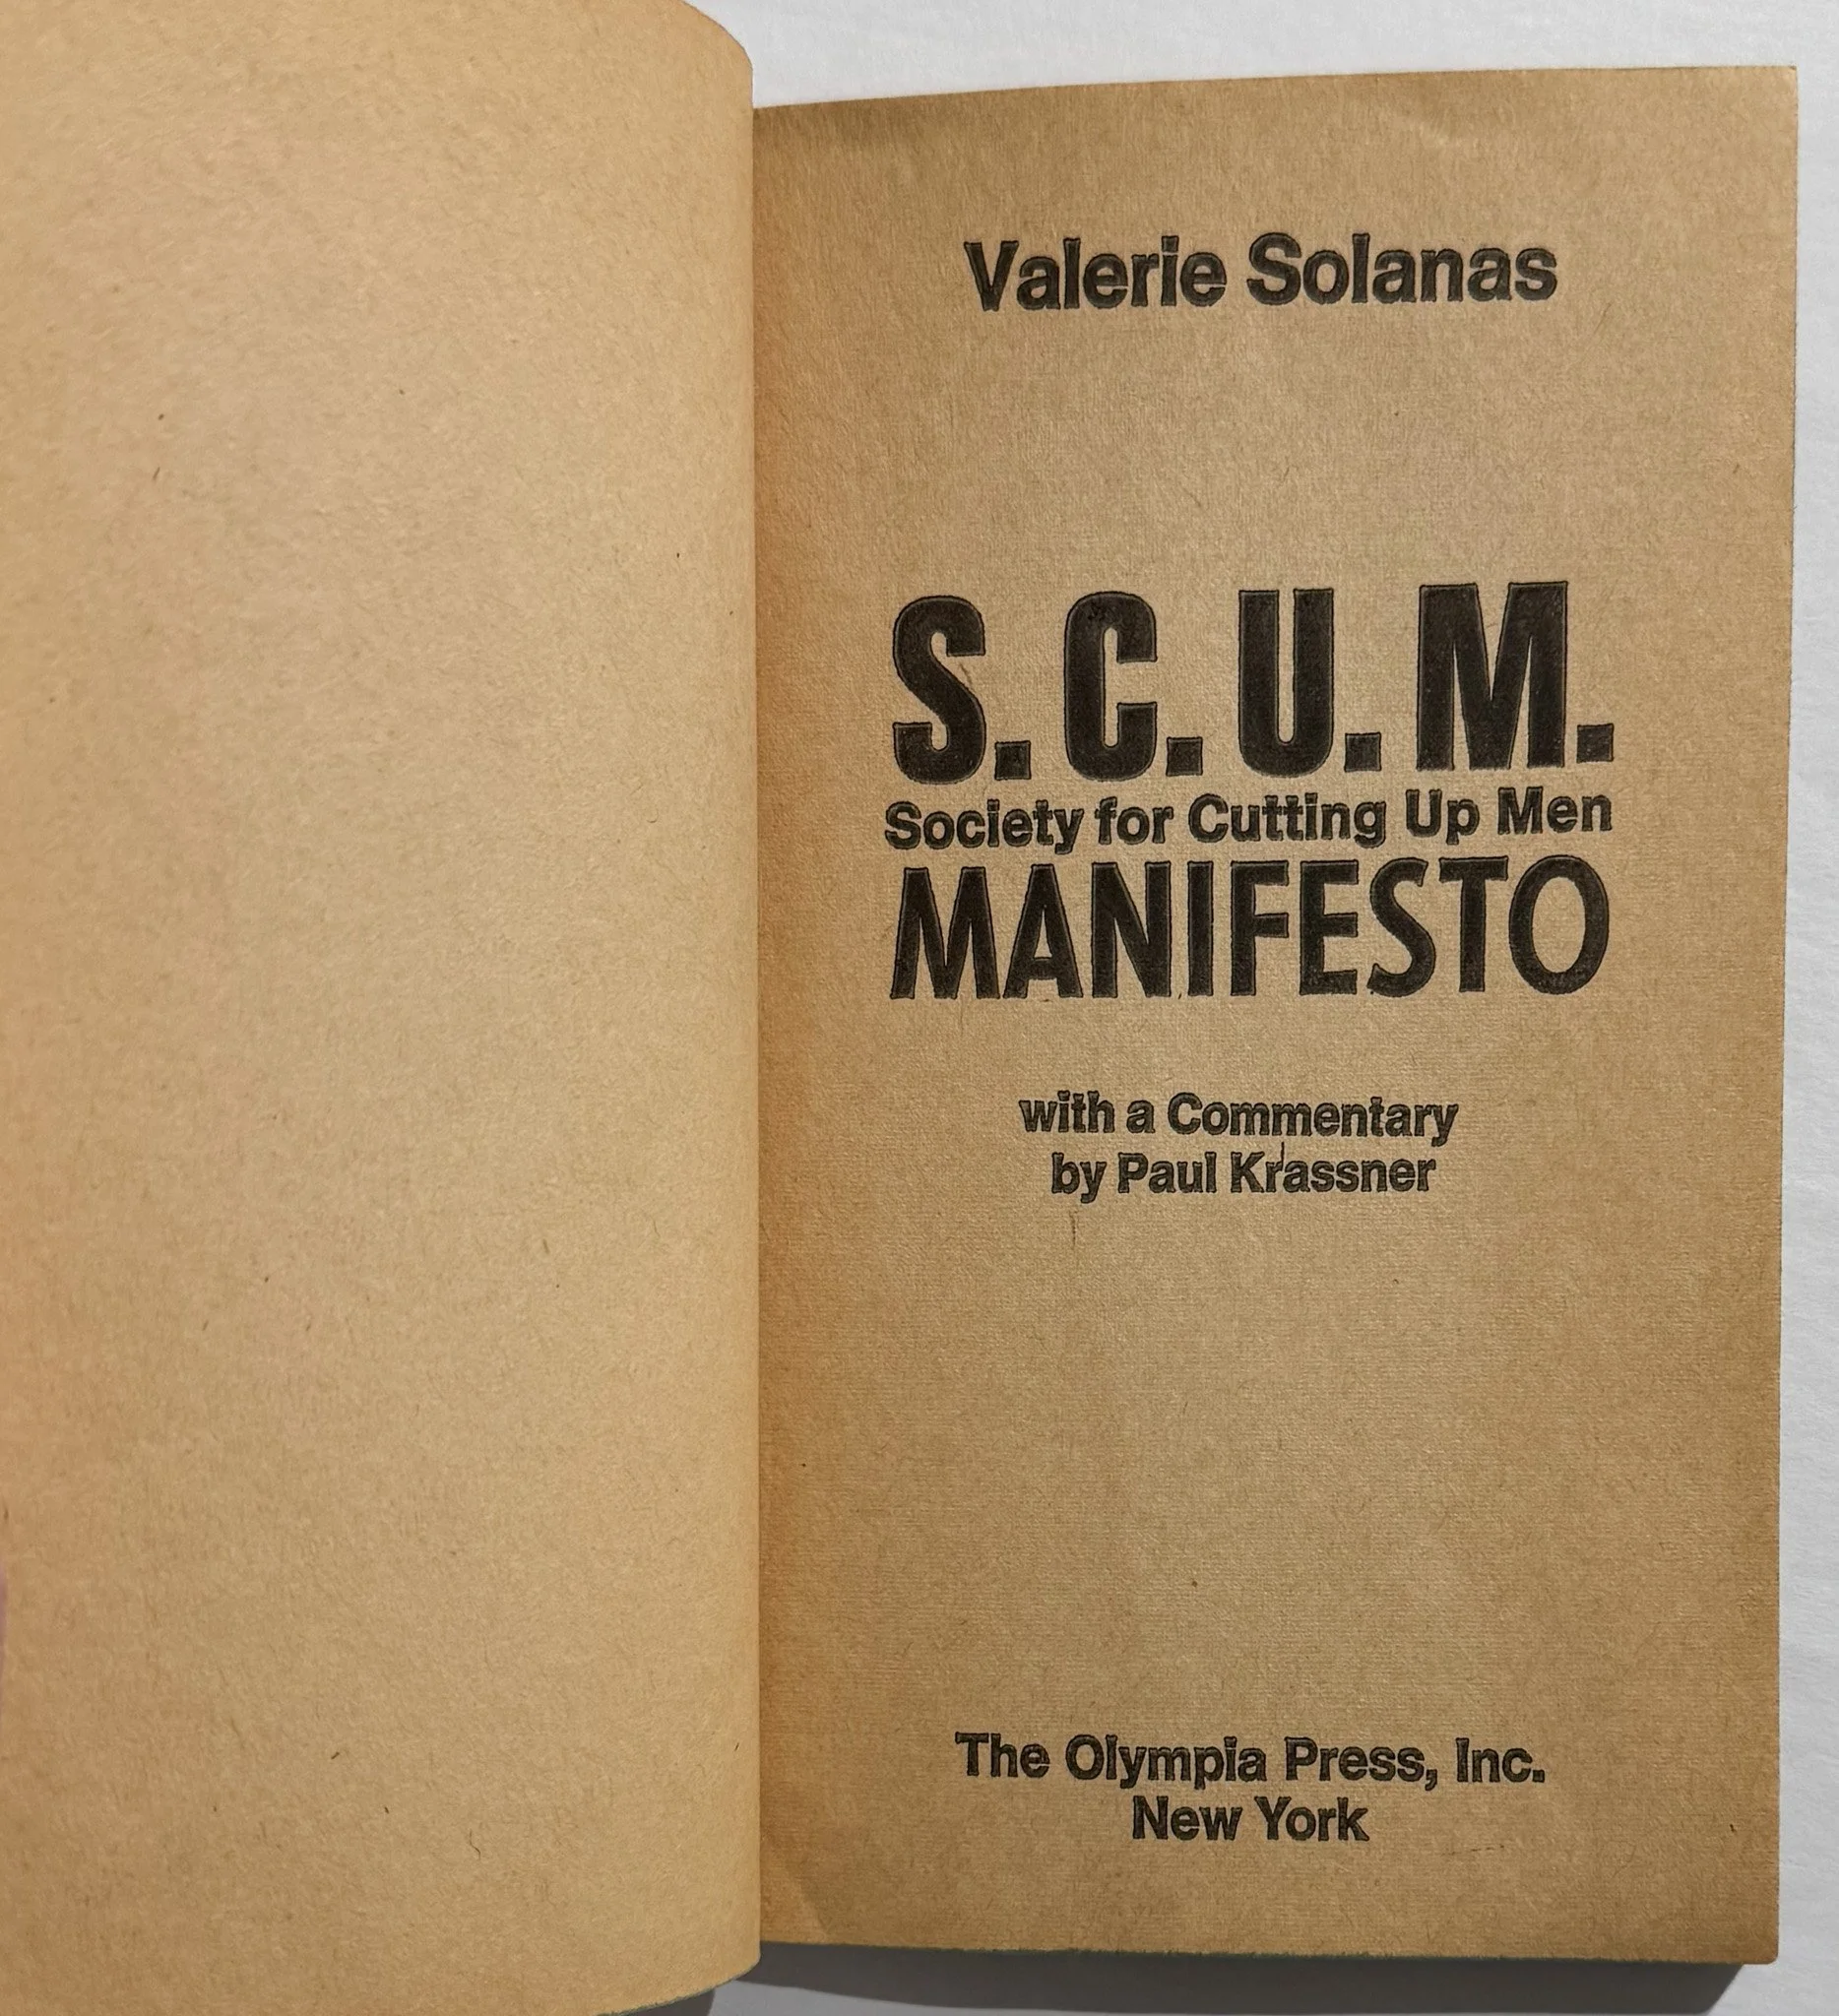 Valerie Solanas
S.C.U.M.
Society for Cutting Up Men
MANIFESTO
with a Commentary
by Paul Krassner
The Olympia Press, Inc.
New York